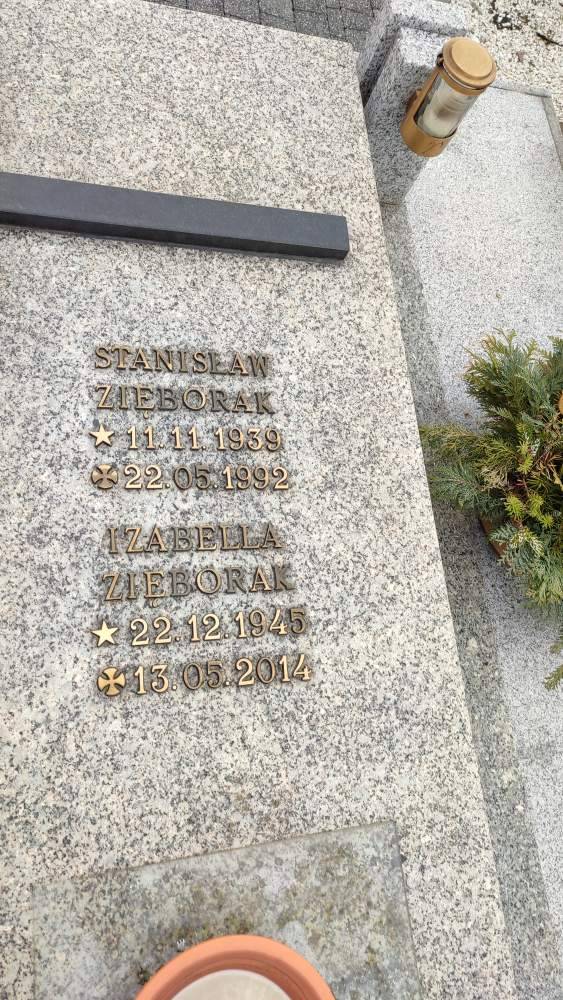 STANISŁAW
ZIĘBORAK
★ 11.11.1939
✠ 22.05.1992
IZABELLA
ZIĘBORAK
★ 22.12.1945
✠ 13.05.2014